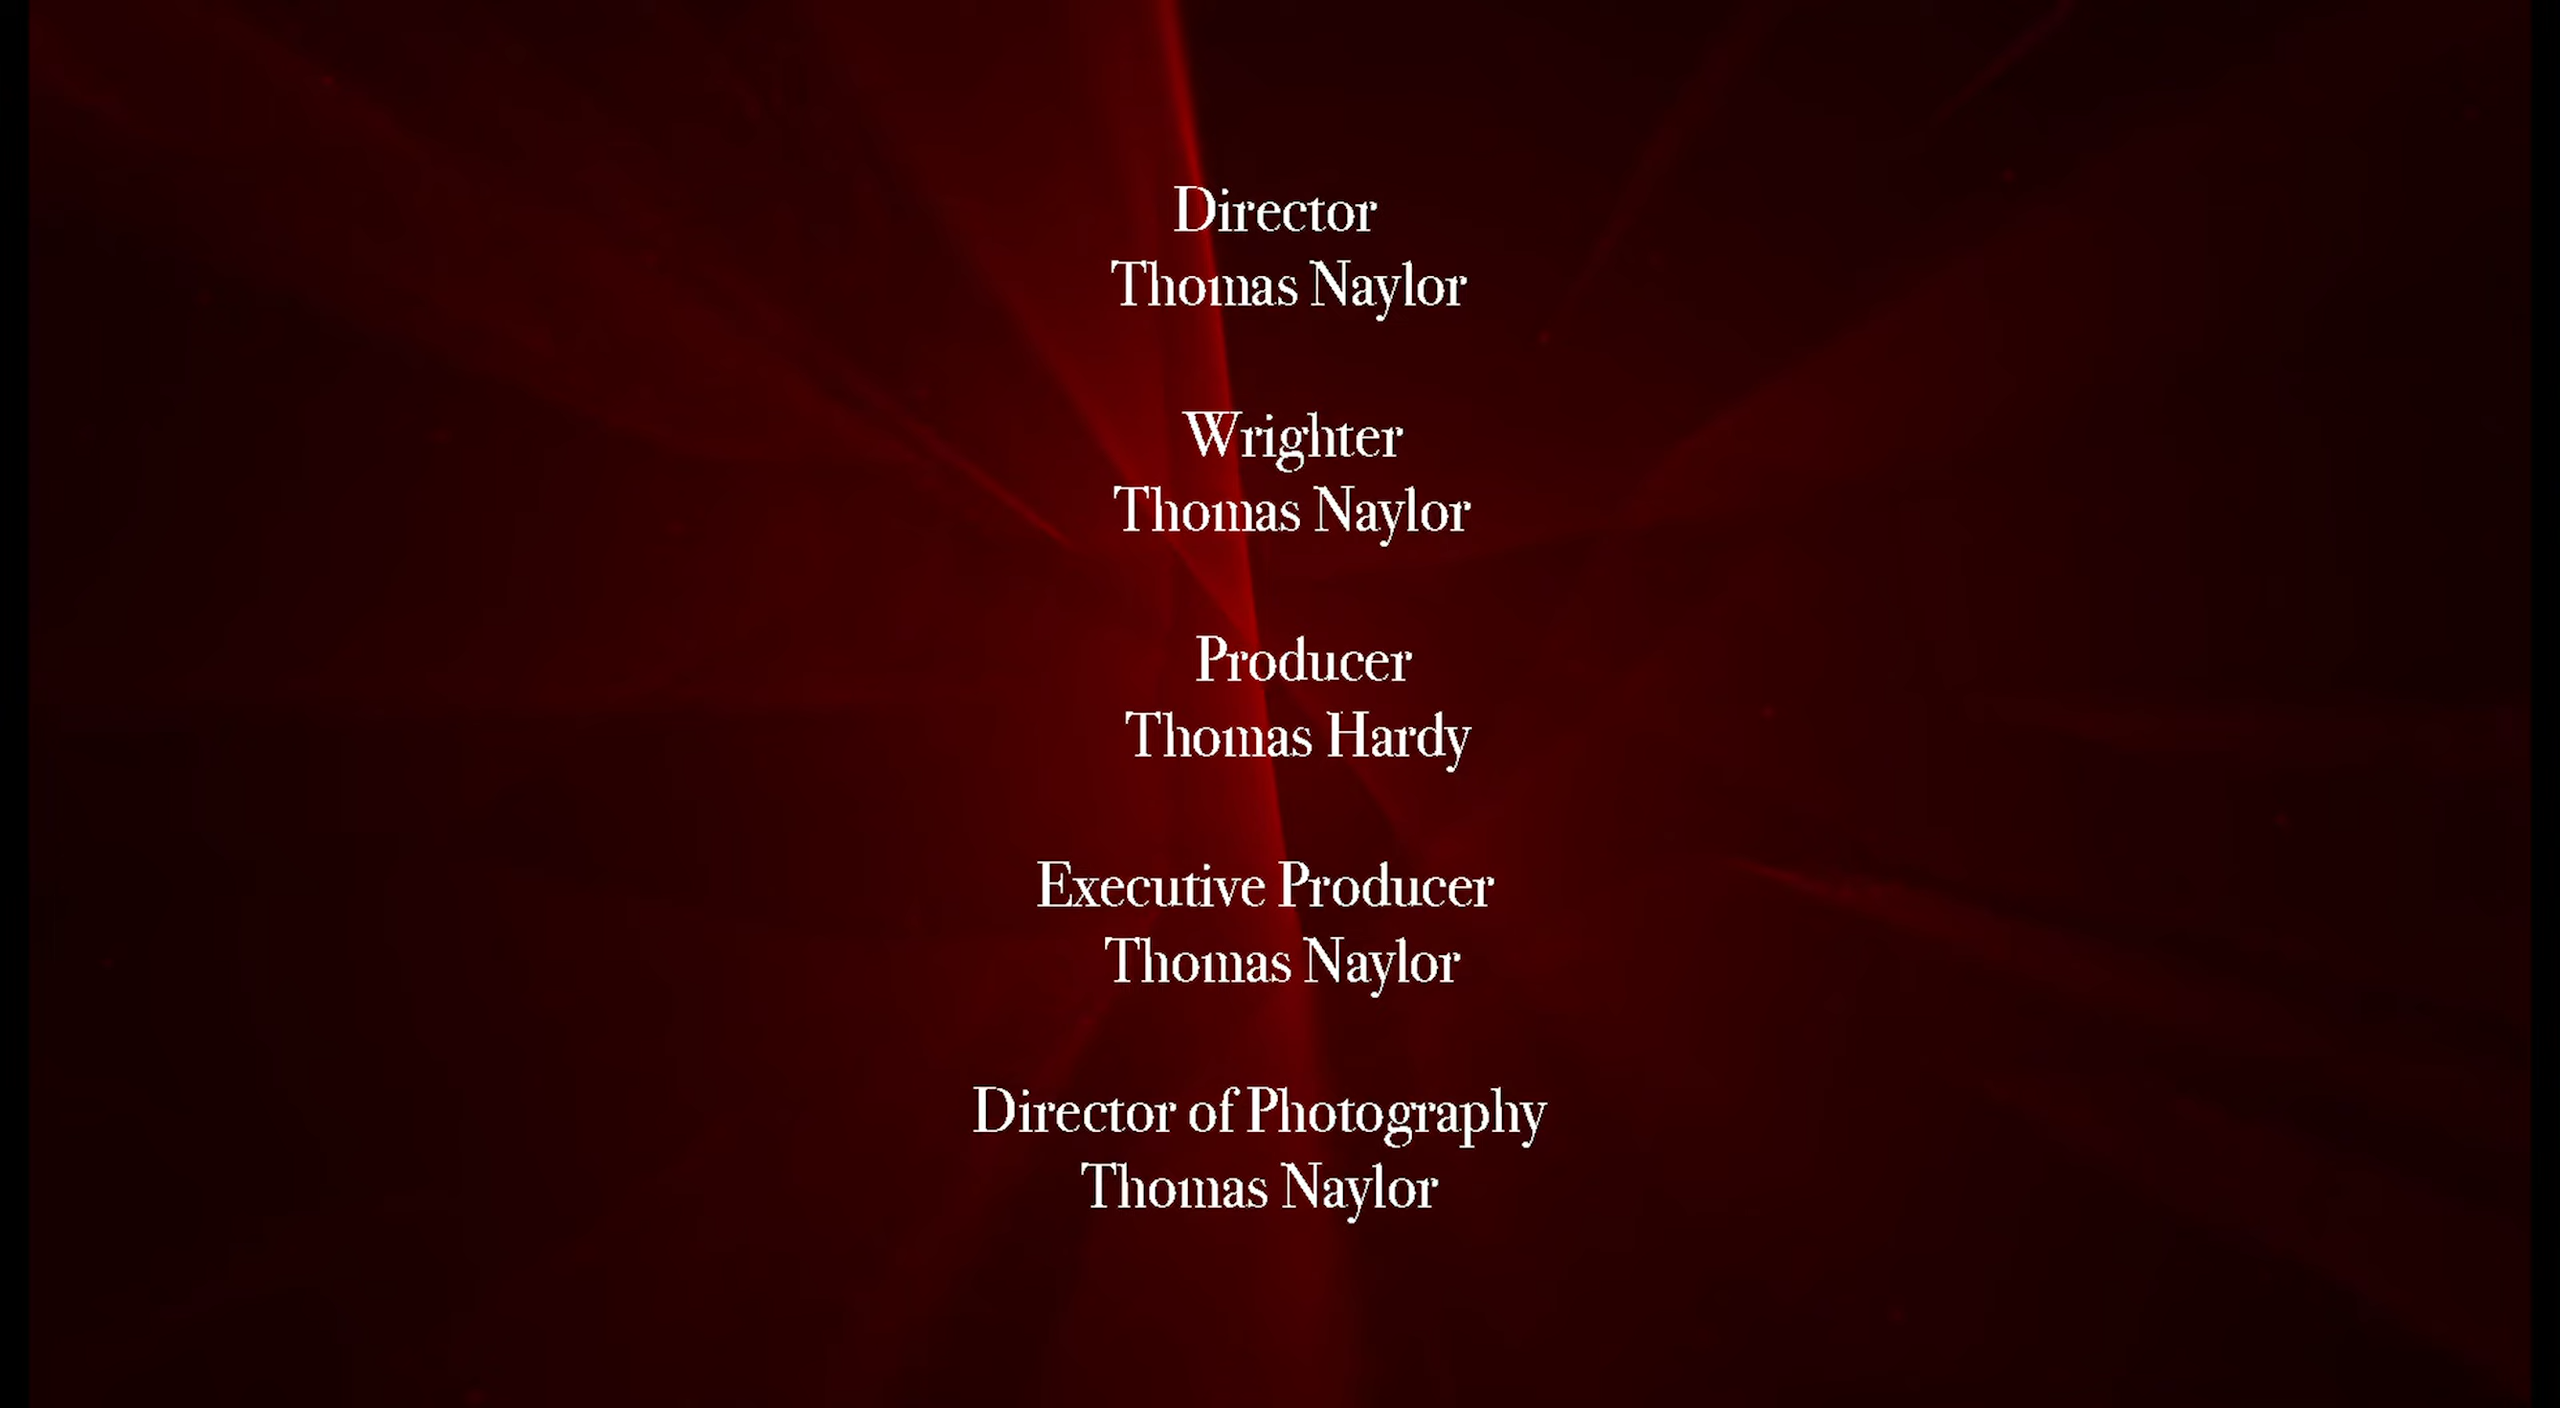 Director
Thomas Naylor
Wrighter
Thomas Naylor
Producer
Thomas Hardy
Executive Producer
Thomas Naylor
Director of Photography
Thomas Naylor